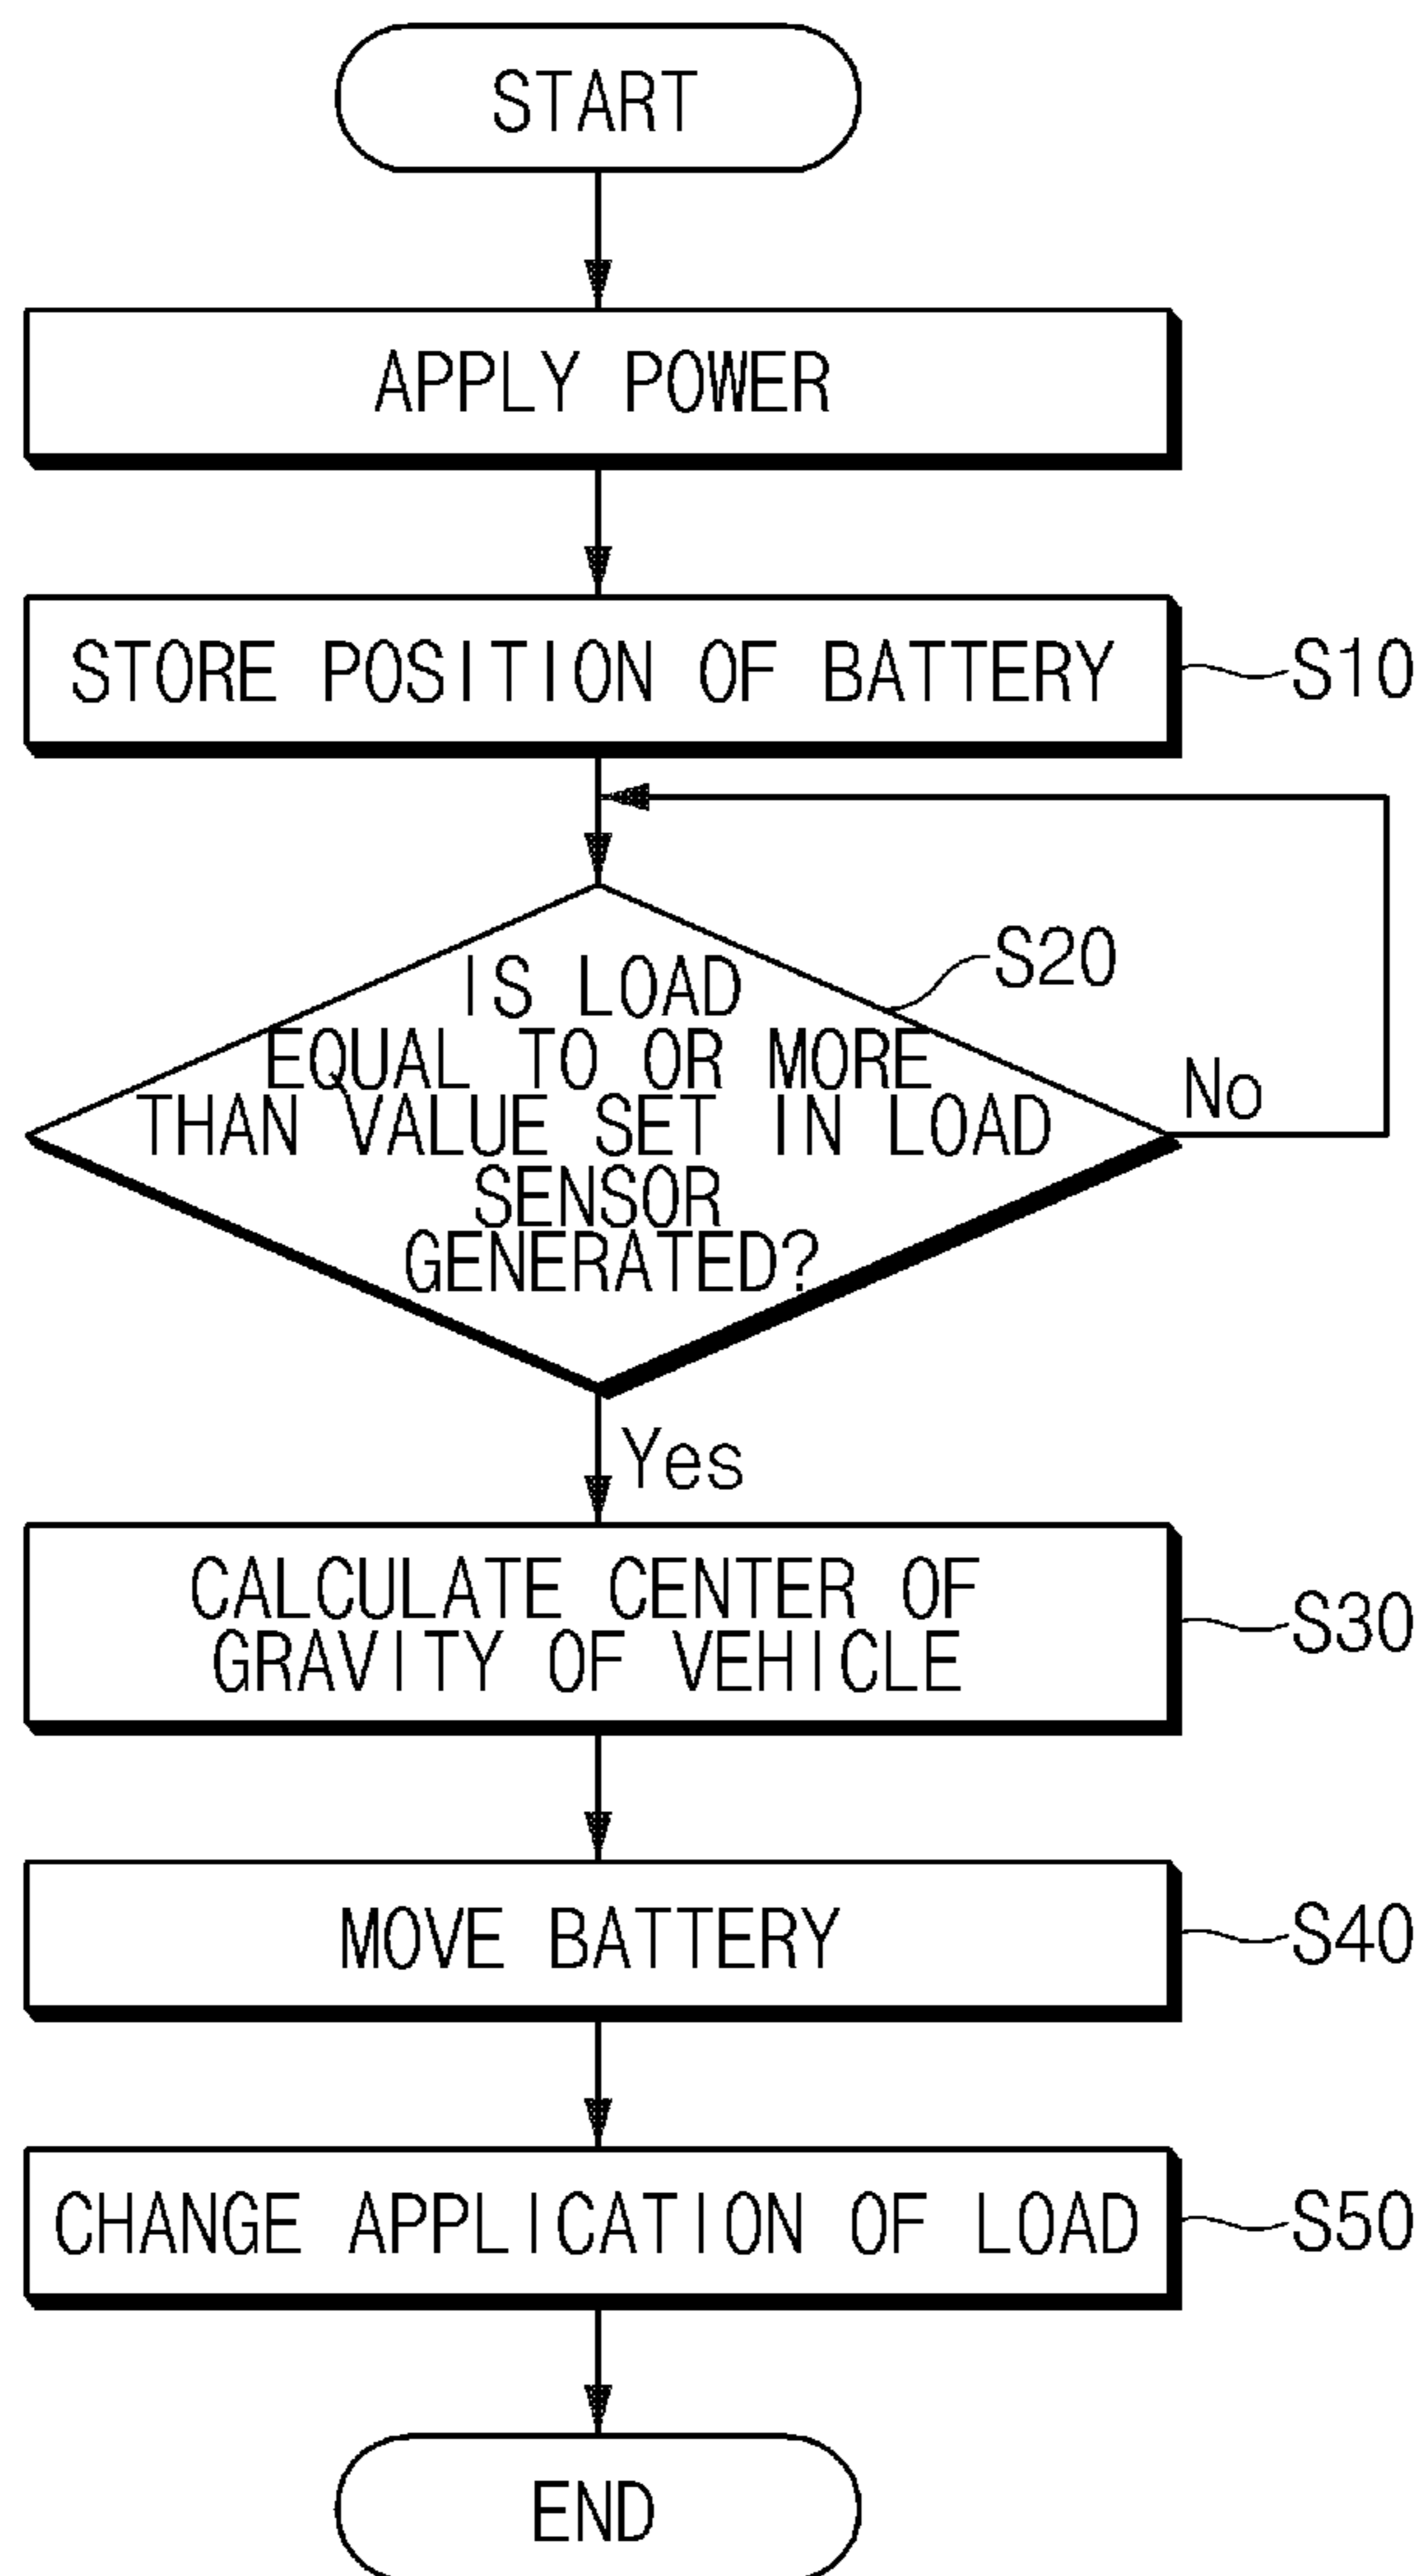 START
APPLY POWER
STORE POSITION OF BATTERY
S10
S20
IS LOAD
EQUAL TO OR MORE
THAN VALUE SET IN LOAD
SENSOR
GENERATED?
No
Yes
CALCULATE CENTER OF
GRAVITY OF VEHICLE
S30
MOVE BATTERY
S40
CHANGE APPLICATION OF LOAD
S50
END